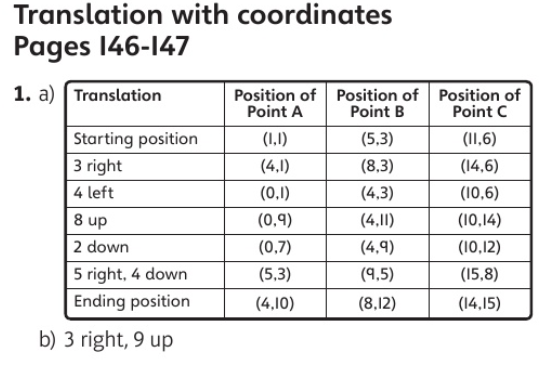 Translation with coordinates
Pages 146-147
1. a) Translation Position of Point A Position of Point B Position of Point C
Starting position (1,1) (5,3) (11,6)
3 right (4,1) (8,3) (14,6)
4 left (0,1) (4,3) (10,6)
8 up (0,9) (4,11) (10,14)
2 down (0,7) (4,9) (10,12)
5 right, 4 down (5,3) (9,5) (15,8)
Ending position (4,10) (8,12) (14,15)
b) 3 right, 9 up